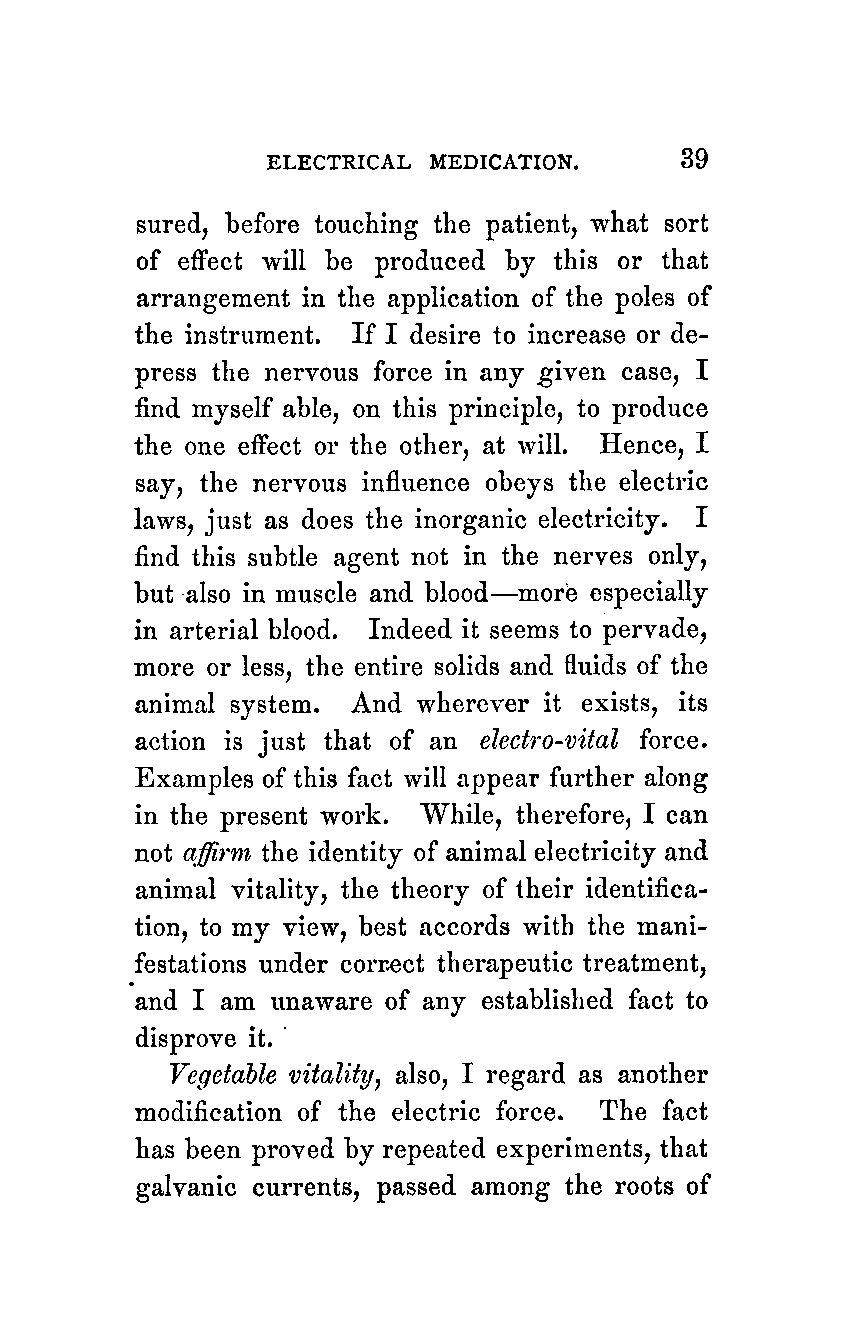 ELECTRICAL MEDICATION. 39
sured, before touching the patient, what sort
of effect will be produced by this or that
arrangement in the application of the poles of
the instrument. If I desire to increase or de-
press the nervous force in any given case, I
find myself able, on this principle, to produce
the one effect or the other, at will. Hence, I
say, the nervous influence obeys the electric
laws, just as does the inorganic electricity. I
find this subtle agent not in the nerves only,
but also in muscle and blood—more especially
in arterial blood. Indeed it seems to pervade,
more or less, the entire solids and fluids of the
animal system. And wherever it exists, its
action is just that of an electro-vital force.
Examples of this fact will appear further along
in the present work. While, therefore, I can
not affirm the identity of animal electricity and
animal vitality, the theory of their identifica-
tion, to my view, best accords with the mani-
festations under correct therapeutic treatment,
and I am unaware of any established fact to
disprove it.
Vegetable vitality, also, I regard as another
modification of the electric force. The fact
has been proved by repeated experiments, that
galvanic currents, passed among the roots of